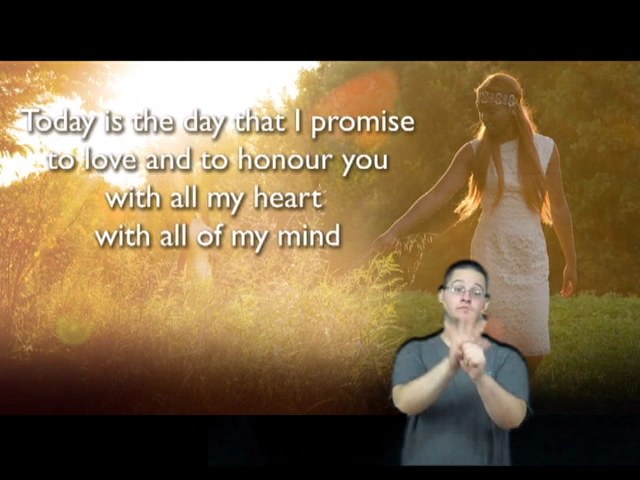 Today is the day that I promise
to love and to honour you
with all my heart
with all of my mind